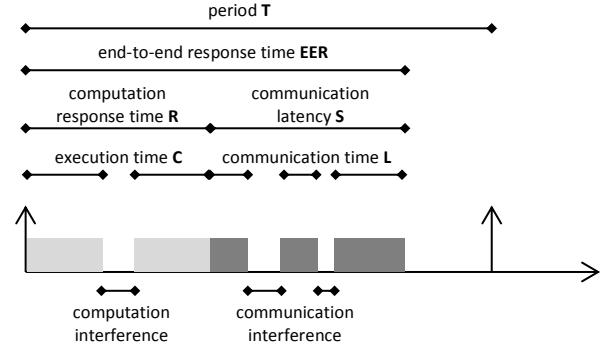 period T
end-to-end response time EER
computation
response time R
communication
latency S
execution time C
communication time L
computation
interference
communication
interference